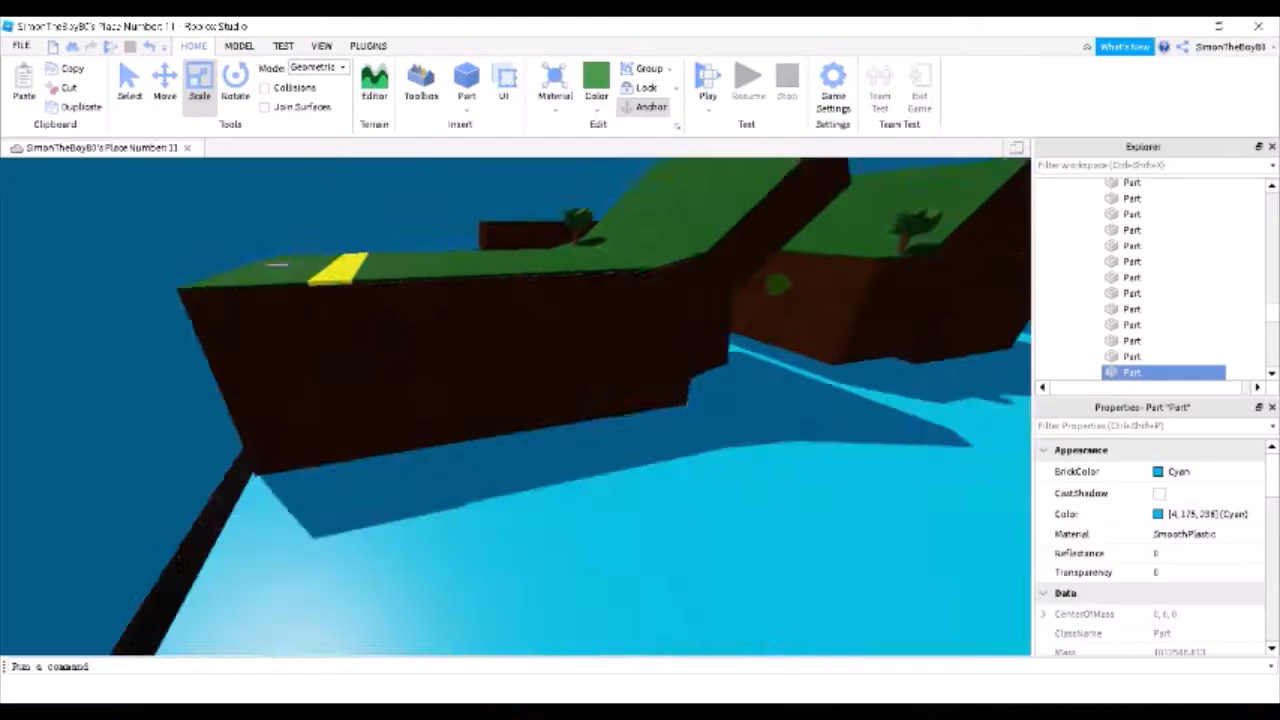 SimonTheBoy80's Place Number: 11 - Roblox Studio
FILE HOME MODEL TEST VIEW PLUGINS What's New SimonTheBoy80
Paste Copy Cut Duplicate Clipboard
Select Move Scale Rotate Mode: Geometric Collisions Join Surfaces Tools
Editor Terrain
Toolbox Part UI Insert
Material Color Group Lock Anchor Edit
Play Resume Stop Test
Game Settings Settings
Team Test Exit Game Team Test
SimonTheBoy80's Place Number: 11
Explorer
Filter workspace (Ctrl+Shift+X)
Part
Part
Part
Part
Part
Part
Part
Part
Part
Part
Part
Part
Part
Properties - Part "Part"
Filter Properties (Ctrl+Shift+P)
Appearance
BrickColor Cyan
CastShadow
Color [4, 175, 236] (Cyan)
Material SmoothPlastic
Reflectance 0
Transparency 0
Data
CenterOfMass 0, 0, 0
ClassName Part
Mass
Run a command